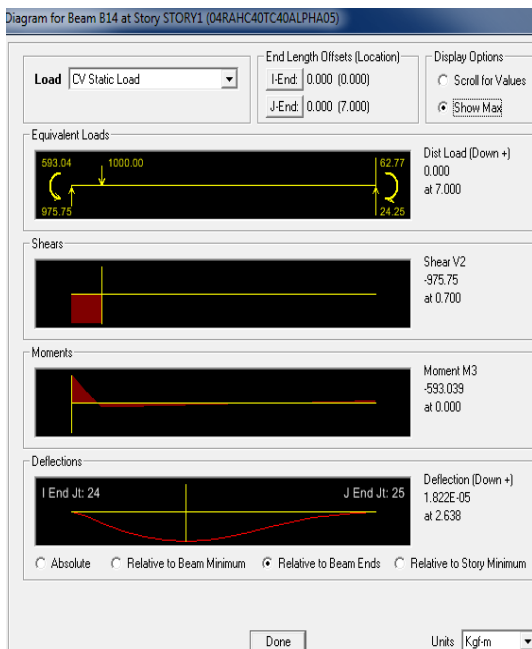 Diagram for Beam B14 at Story STORY1 (04RAHC40TC40ALPHA05)
Load CV Static Load
End Length Offsets (Location)
I-End: 0.000 (0.000)
J-End: 0.000 (7.000)
Display Options
Scroll for Values
Show Max
Equivalent Loads
593.04 1000.00 62.77
975.75 24.25
Dist Load (Down +)
0.000
at 7.000
Shears
Shear V2
-975.75
at 0.700
Moments
Moment M3
-593.039
at 0.000
Deflections
I End Jt: 24 J End Jt: 25
Deflection (Down +)
1.822E-05
at 2.638
Absolute Relative to Beam Minimum Relative to Beam Ends Relative to Story Minimum
Done Units Kgf-m